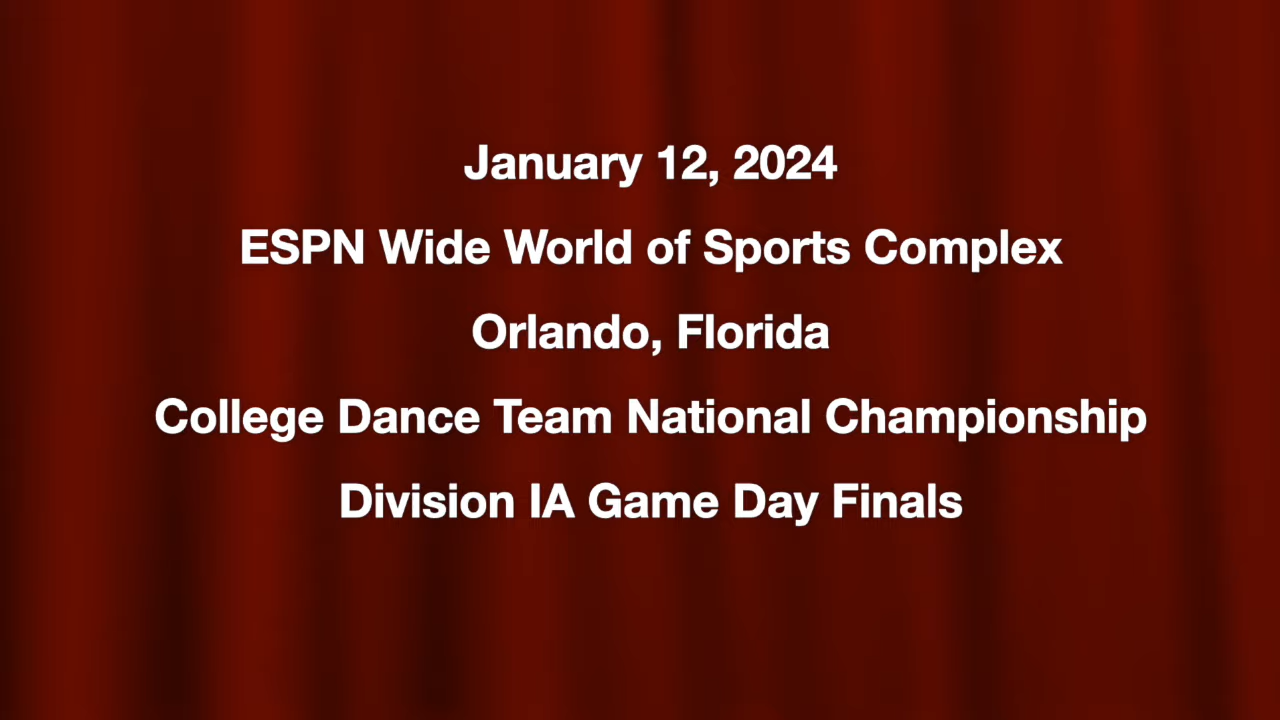 January 12, 2024
ESPN Wide World of Sports Complex
Orlando, Florida
College Dance Team National Championship
Division IA Game Day Finals